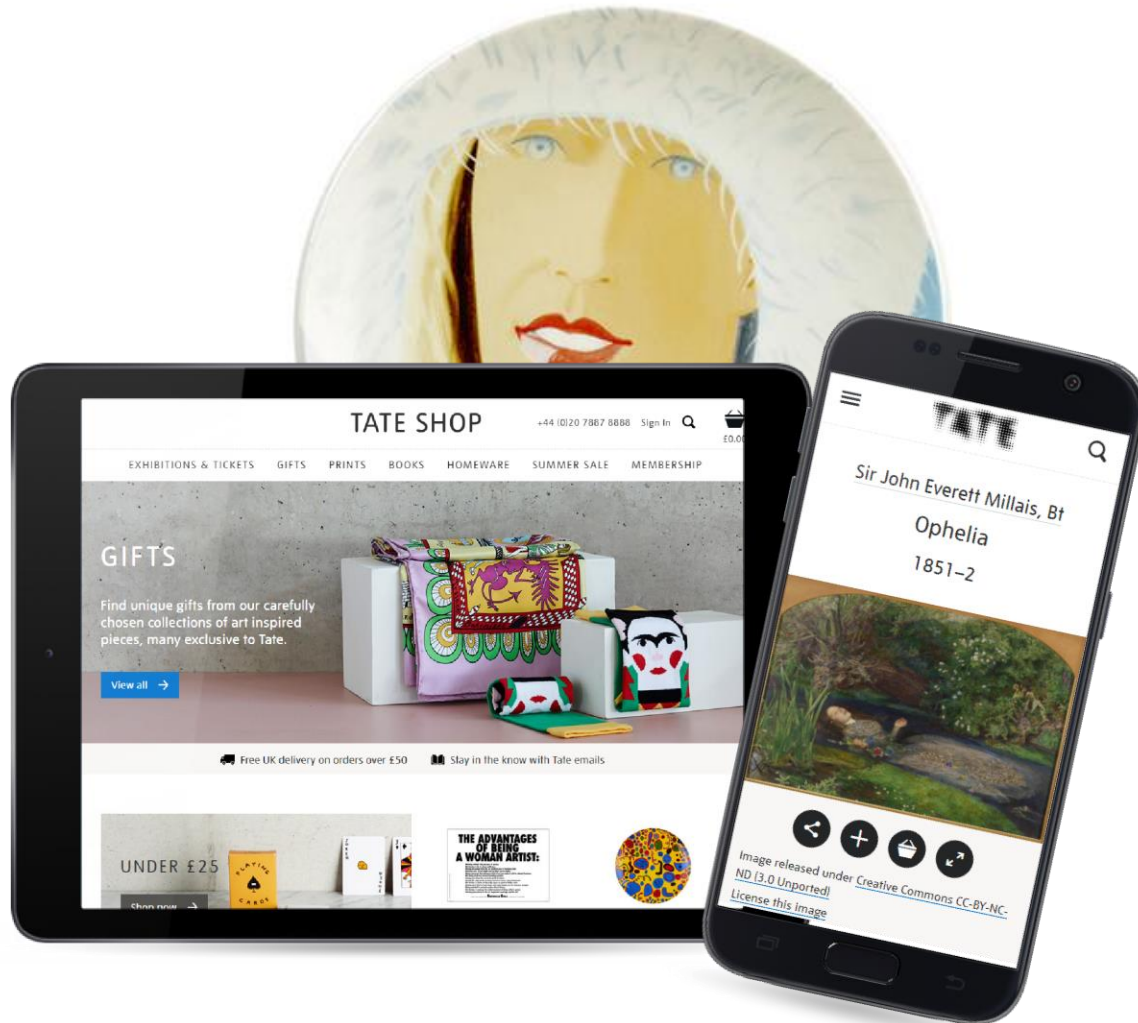 TATE SHOP
+44 (0)20 7887 8888 Sign In
£0.00
EXHIBITIONS & TICKETS GIFTS PRINTS BOOKS HOMEWARE SUMMER SALE MEMBERSHIP
GIFTS
Find unique gifts from our carefully
chosen collections of art inspired
pieces, many exclusive to Tate.
View all
Free UK delivery on orders over £50
Stay in the know with Tate emails
UNDER £25
Shop now
PLAYING
CARDS
JOKER
JOKER
THE ADVANTAGES
OF BEING
A WOMAN ARTIST:
TATE
Sir John Everett Millais, Bt
Ophelia
1851–2
Image released under Creative Commons CC-BY-NC-
ND (3.0 Unported)
License this image